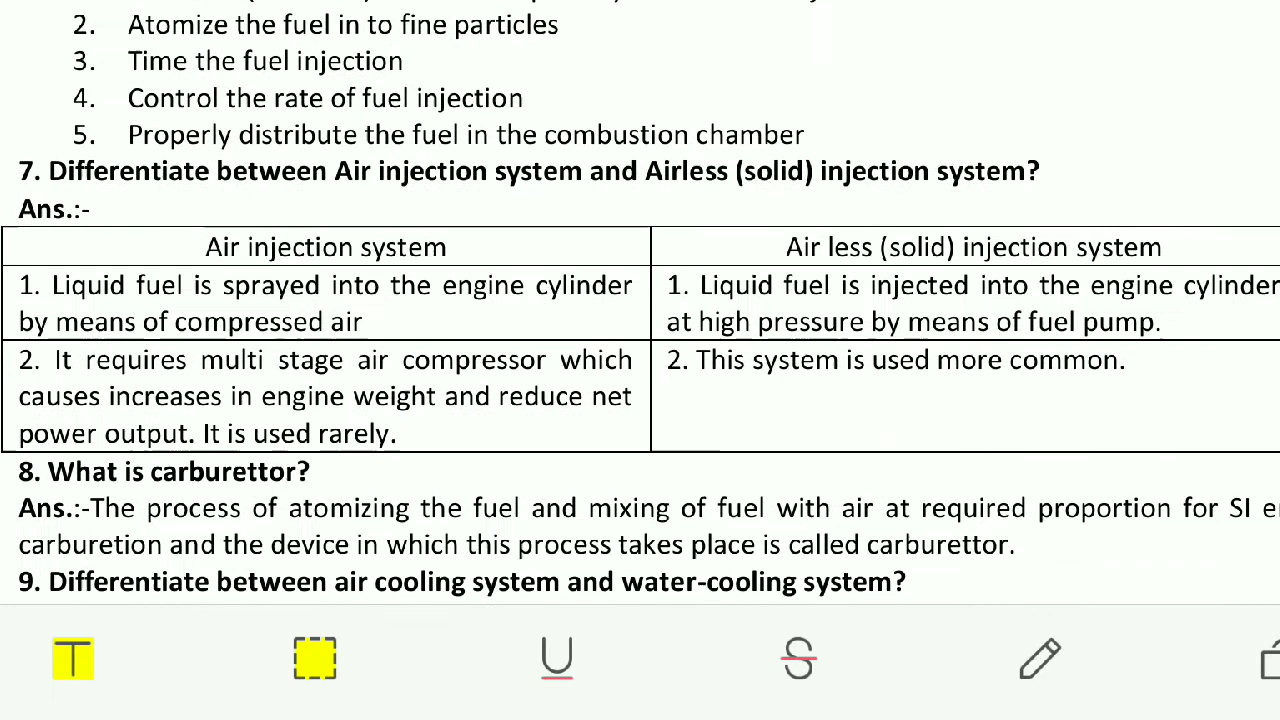 2. Atomize the fuel in to fine particles
3. Time the fuel injection
4. Control the rate of fuel injection
5. Properly distribute the fuel in the combustion chamber
7. Differentiate between Air injection system and Airless (solid) injection system?
Ans.:-
Air injection system
Air less (solid) injection system
1. Liquid fuel is sprayed into the engine cylinder
by means of compressed air
1. Liquid fuel is injected into the engine cylinder
at high pressure by means of fuel pump.
2. It requires multi stage air compressor which
causes increases in engine weight and reduce net
power output. It is used rarely.
2. This system is used more common.
8. What is carburettor?
Ans.:-The process of atomizing the fuel and mixing of fuel with air at required proportion for SI
carburetion and the device in which this process takes place is called carburettor.
9. Differentiate between air cooling system and water-cooling system?